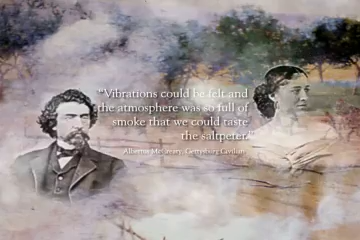 "Vibrations could be felt and
the atmosphere was so full of
smoke that we could taste
the saltpeter."
Albertus McCreary, Gettysburg Civilian